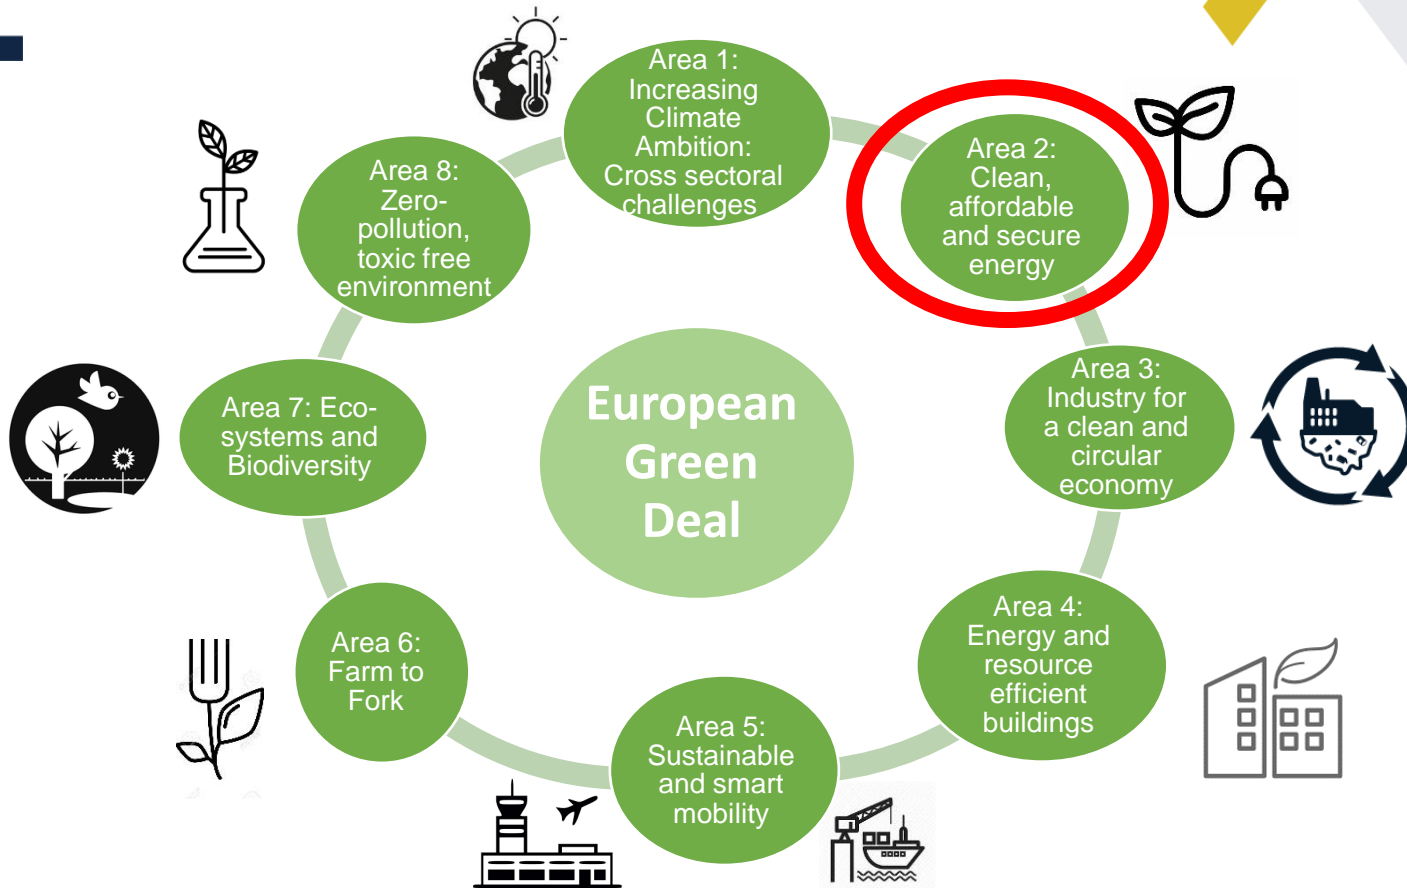 Area 1:
Increasing
Climate
Ambition:
Cross sectoral
challenges
Area 2:
Clean,
affordable
and secure
energy
Area 3:
Industry for
a clean and
circular
economy
Area 4:
Energy and
resource
efficient
buildings
Area 5:
Sustainable
and smart
mobility
Area 6:
Farm to
Fork
Area 7: Eco-
systems and
Biodiversity
Area 8:
Zero-
pollution,
toxic free
environment
European
Green
Deal